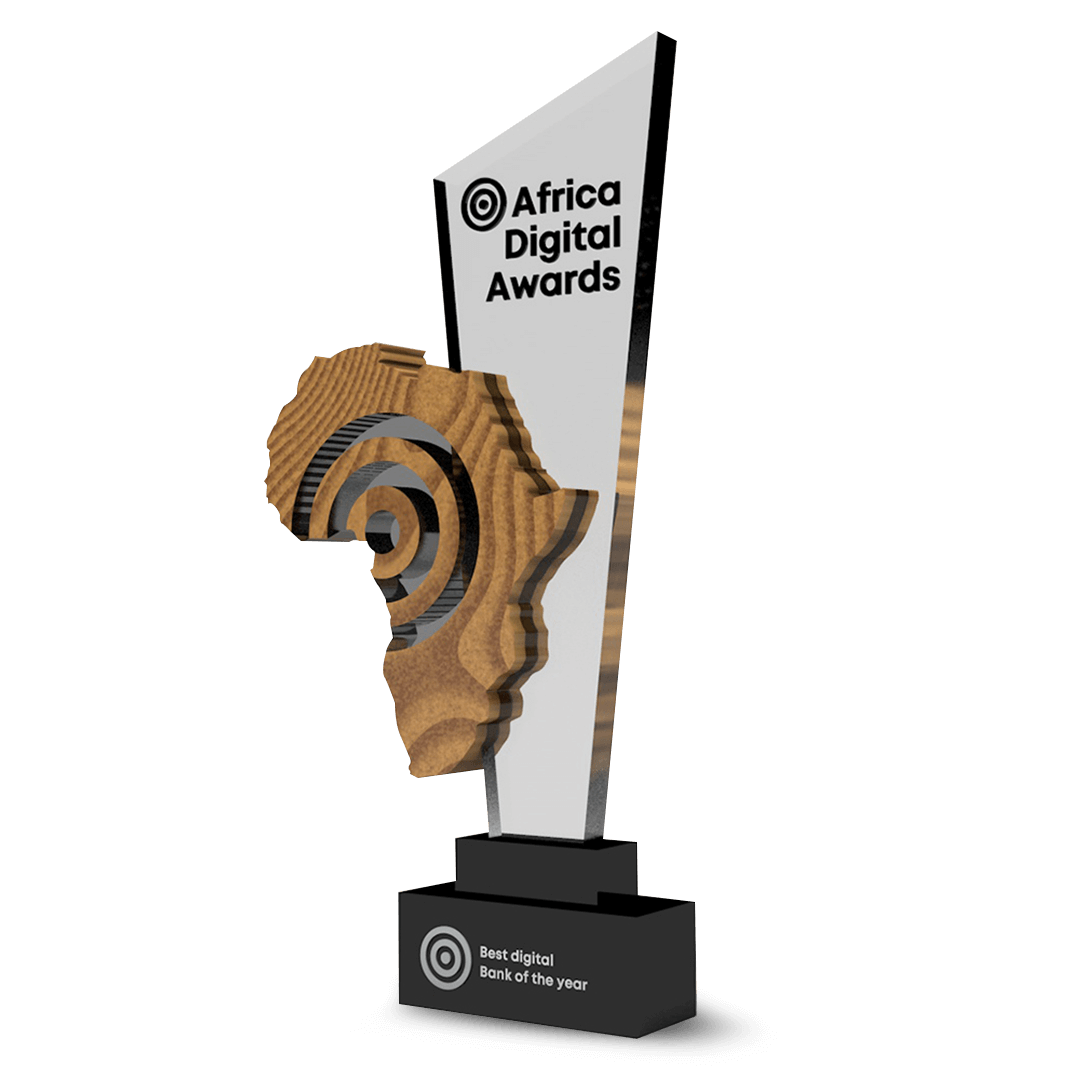 Africa
Digital
Awards
Best digital
Bank of the year